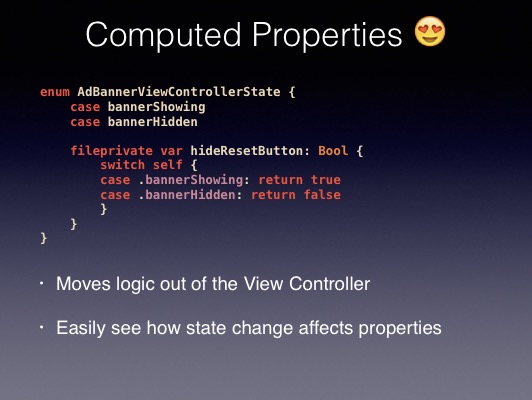 Computed Properties 😍
enum AdBannerViewControllerState {
    case bannerShowing
    case bannerHidden

    fileprivate var hideResetButton: Bool {
        switch self {
        case .bannerShowing: return true
        case .bannerHidden: return false
        }
    }
}
• Moves logic out of the View Controller
• Easily see how state change affects properties